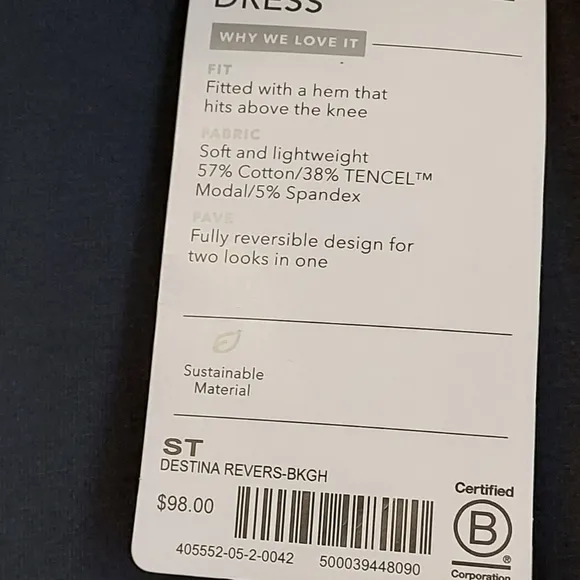 DRESS
WHY WE LOVE IT
FIT
Fitted with a hem that
hits above the knee
FABRIC
Soft and lightweight
57% Cotton/38% TENCEL™
Modal/5% Spandex
FAVE
Fully reversible design for
two looks in one
Sustainable
Material
ST
DESTINA REVERS-BKGH
$98.00
405552-05-2-0042 500039448090
Certified
B
®
Corporation